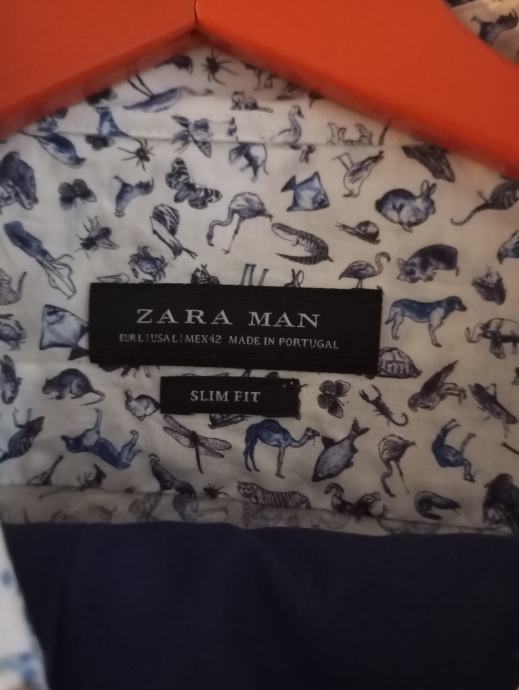 ZARA MAN
EUR L | USA L | MEX 42 MADE IN PORTUGAL
SLIM FIT